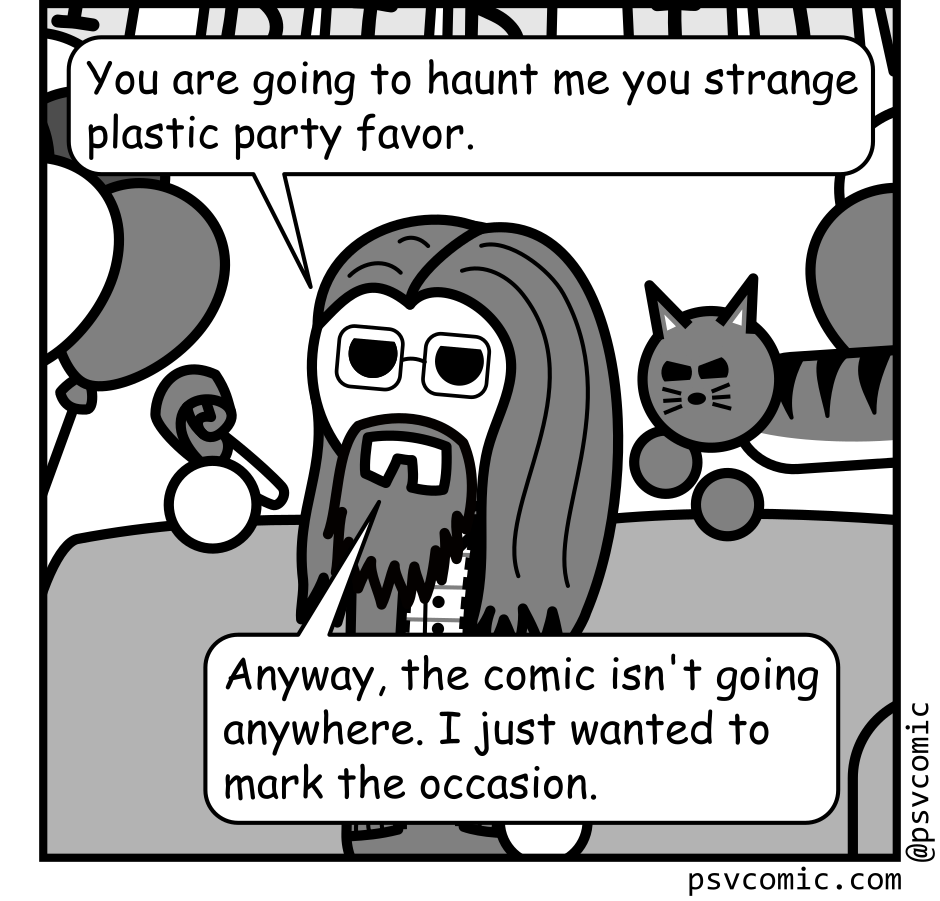 You are going to haunt me you strange
plastic party favor.
Anyway, the comic isn't going
anywhere. I just wanted to
mark the occasion.
@psvcomic
psvcomic.com